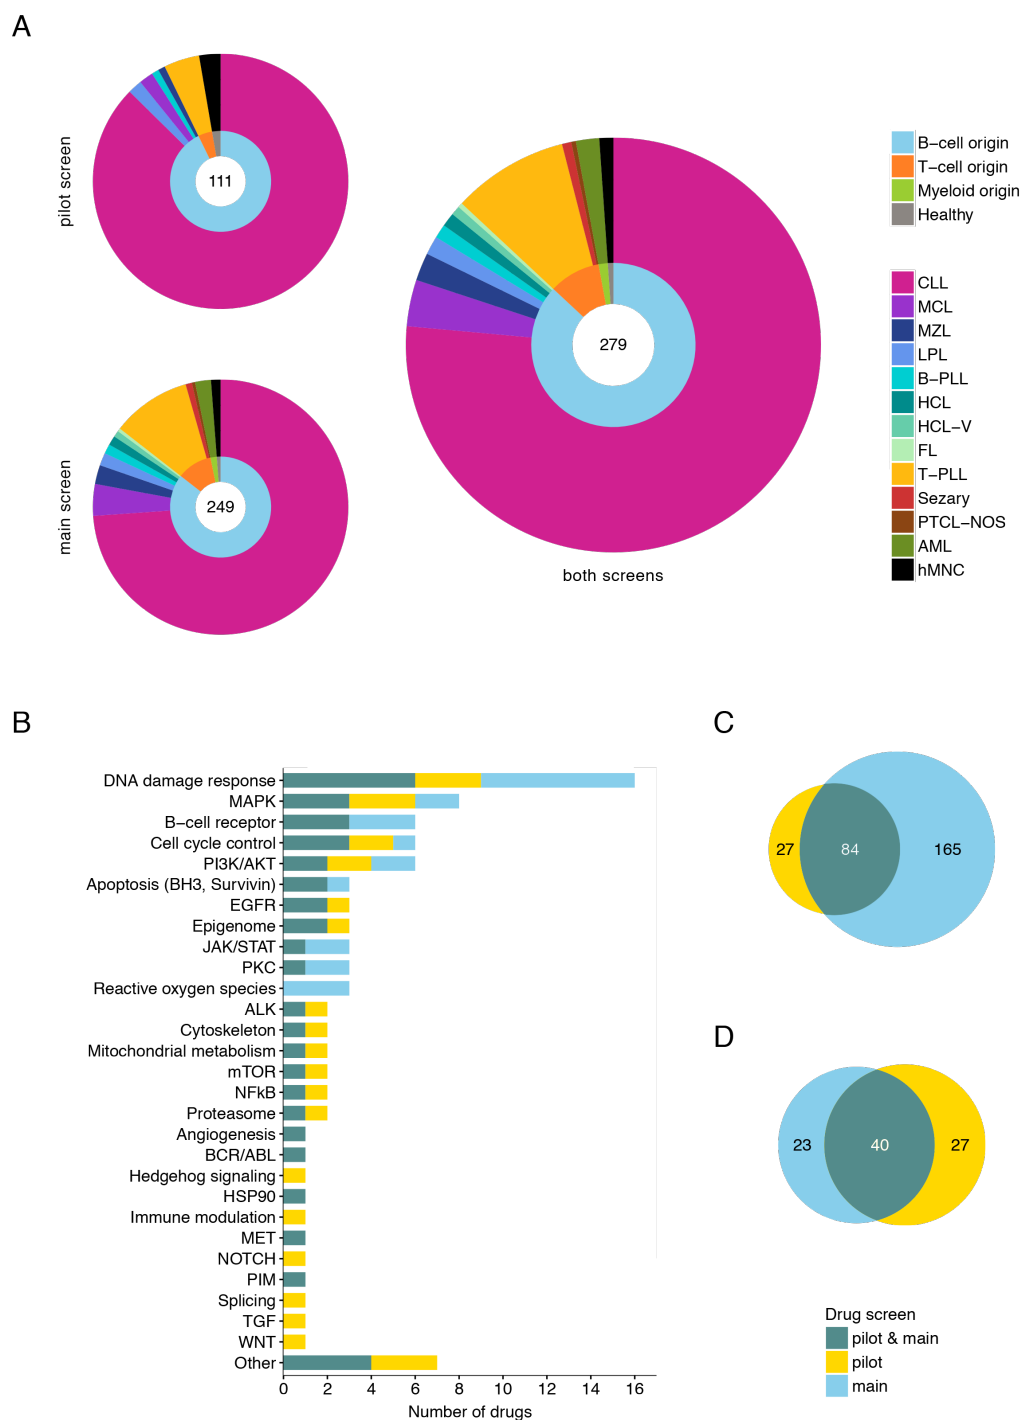 A
pilot screen
111
main screen
249
279
both screens
B−cell origin
T−cell origin
Myeloid origin
Healthy
CLL
MCL
MZL
LPL
B−PLL
HCL
HCL−V
FL
T−PLL
Sezary
PTCL−NOS
AML
hMNC
B
DNA damage response
MAPK
B−cell receptor
Cell cycle control
PI3K/AKT
Apoptosis (BH3, Survivin)
EGFR
Epigenome
JAK/STAT
PKC
Reactive oxygen species
ALK
Cytoskeleton
Mitochondrial metabolism
mTOR
NFkB
Proteasome
Angiogenesis
BCR/ABL
Hedgehog signaling
HSP90
Immune modulation
MET
NOTCH
PIM
Splicing
TGF
WNT
Other
0 2 4 6 8 10 12 14 16
Number of drugs
C
27 84 165
D
23 40 27
Drug screen
pilot & main
pilot
main